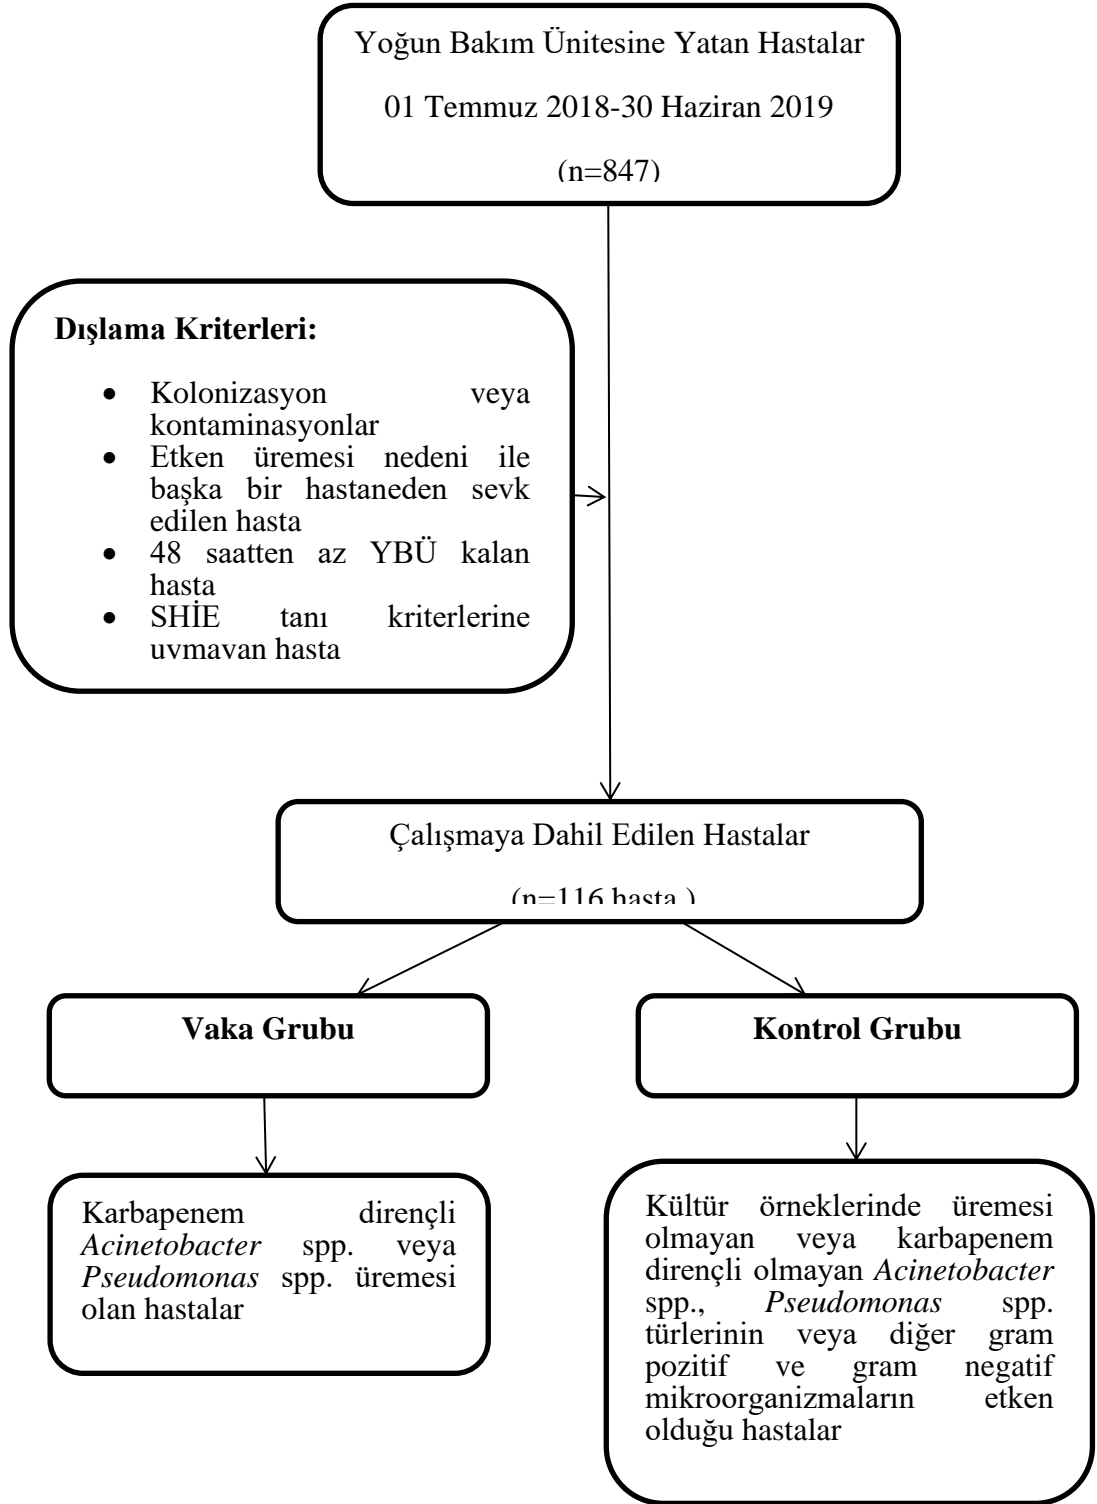 Yoğun Bakım Ünitesine Yatan Hastalar
01 Temmuz 2018-30 Haziran 2019
(n=847)
Dışlama Kriterleri:
• Kolonizasyon veya
kontaminasyonlar
• Etken üremesi nedeni ile
başka bir hastaneden sevk
edilen hasta
• 48 saatten az YBÜ kalan
hasta
• SHİE tanı kriterlerine
uymayan hasta
Çalışmaya Dahil Edilen Hastalar
(n=116 hasta )
Vaka Grubu
Kontrol Grubu
Karbapenem dirençli
Acinetobacter spp. veya
Pseudomonas spp. üremesi
olan hastalar
Kültür örneklerinde üremesi
olmayan veya karbapenem
dirençli olmayan Acinetobacter
spp., Pseudomonas spp.
türlerinin veya diğer gram
pozitif ve gram negatif
mikroorganizmaların etken
olduğu hastalar